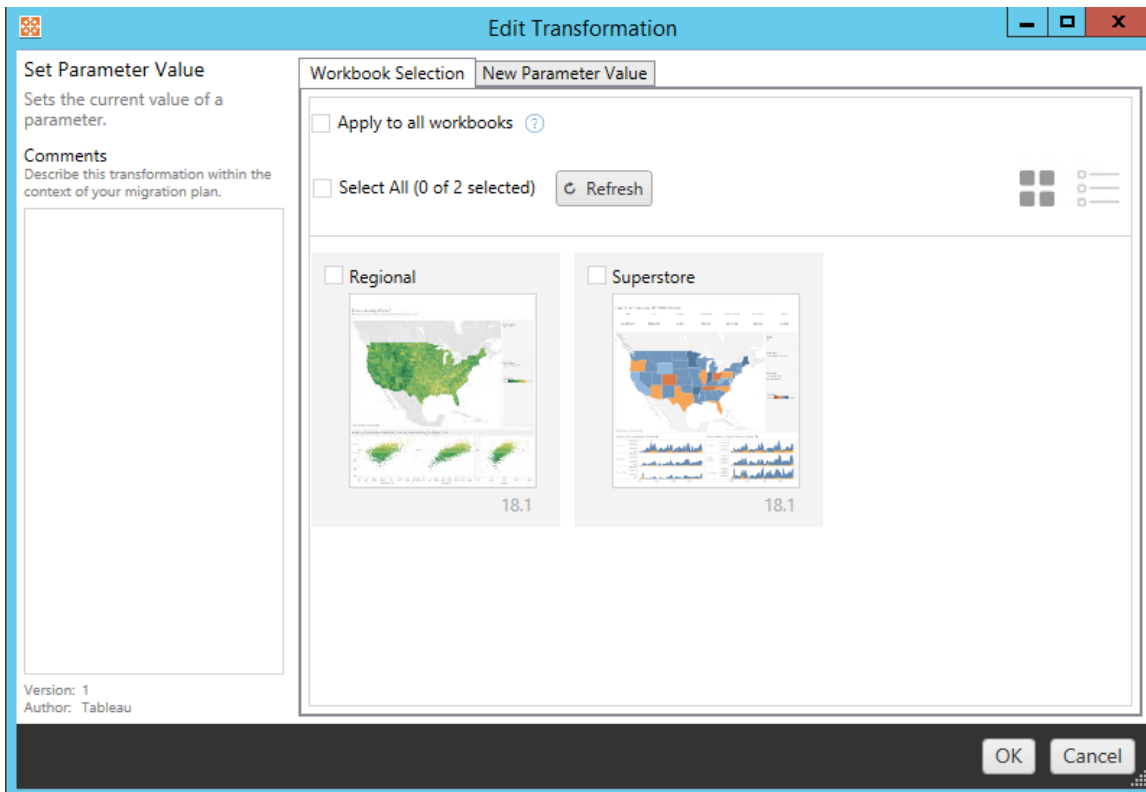 Edit Transformation
Set Parameter Value
Sets the current value of a
parameter.
Comments
Describe this transformation within the
context of your migration plan.
Version: 1
Author: Tableau
Workbook Selection
New Parameter Value
Apply to all workbooks ?
Select All (0 of 2 selected)
Refresh
Regional
18.1
Superstore
18.1
OK
Cancel